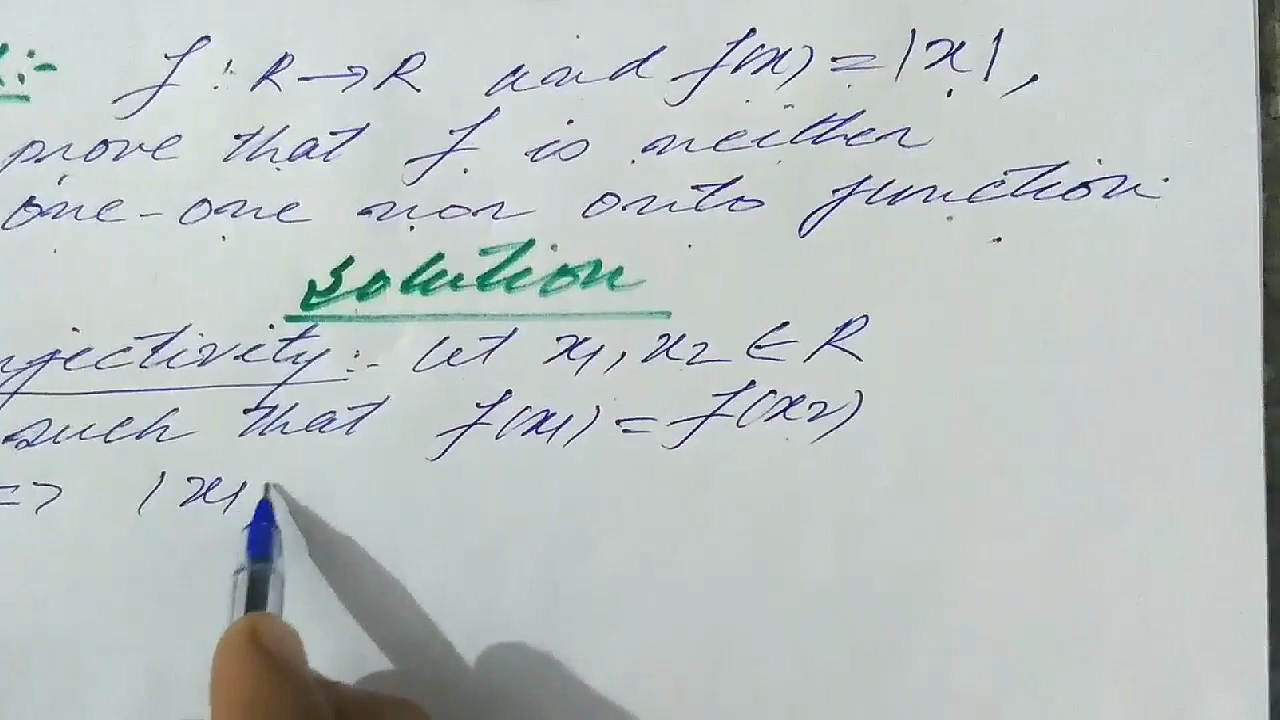 :- f : R→R and f(x) = |x|,
prove that f is neither
one-one nor onto function
Solution
njectivity:- let x1, x2 ∈ R
such that f(x1) = f(x2)
=> |x1